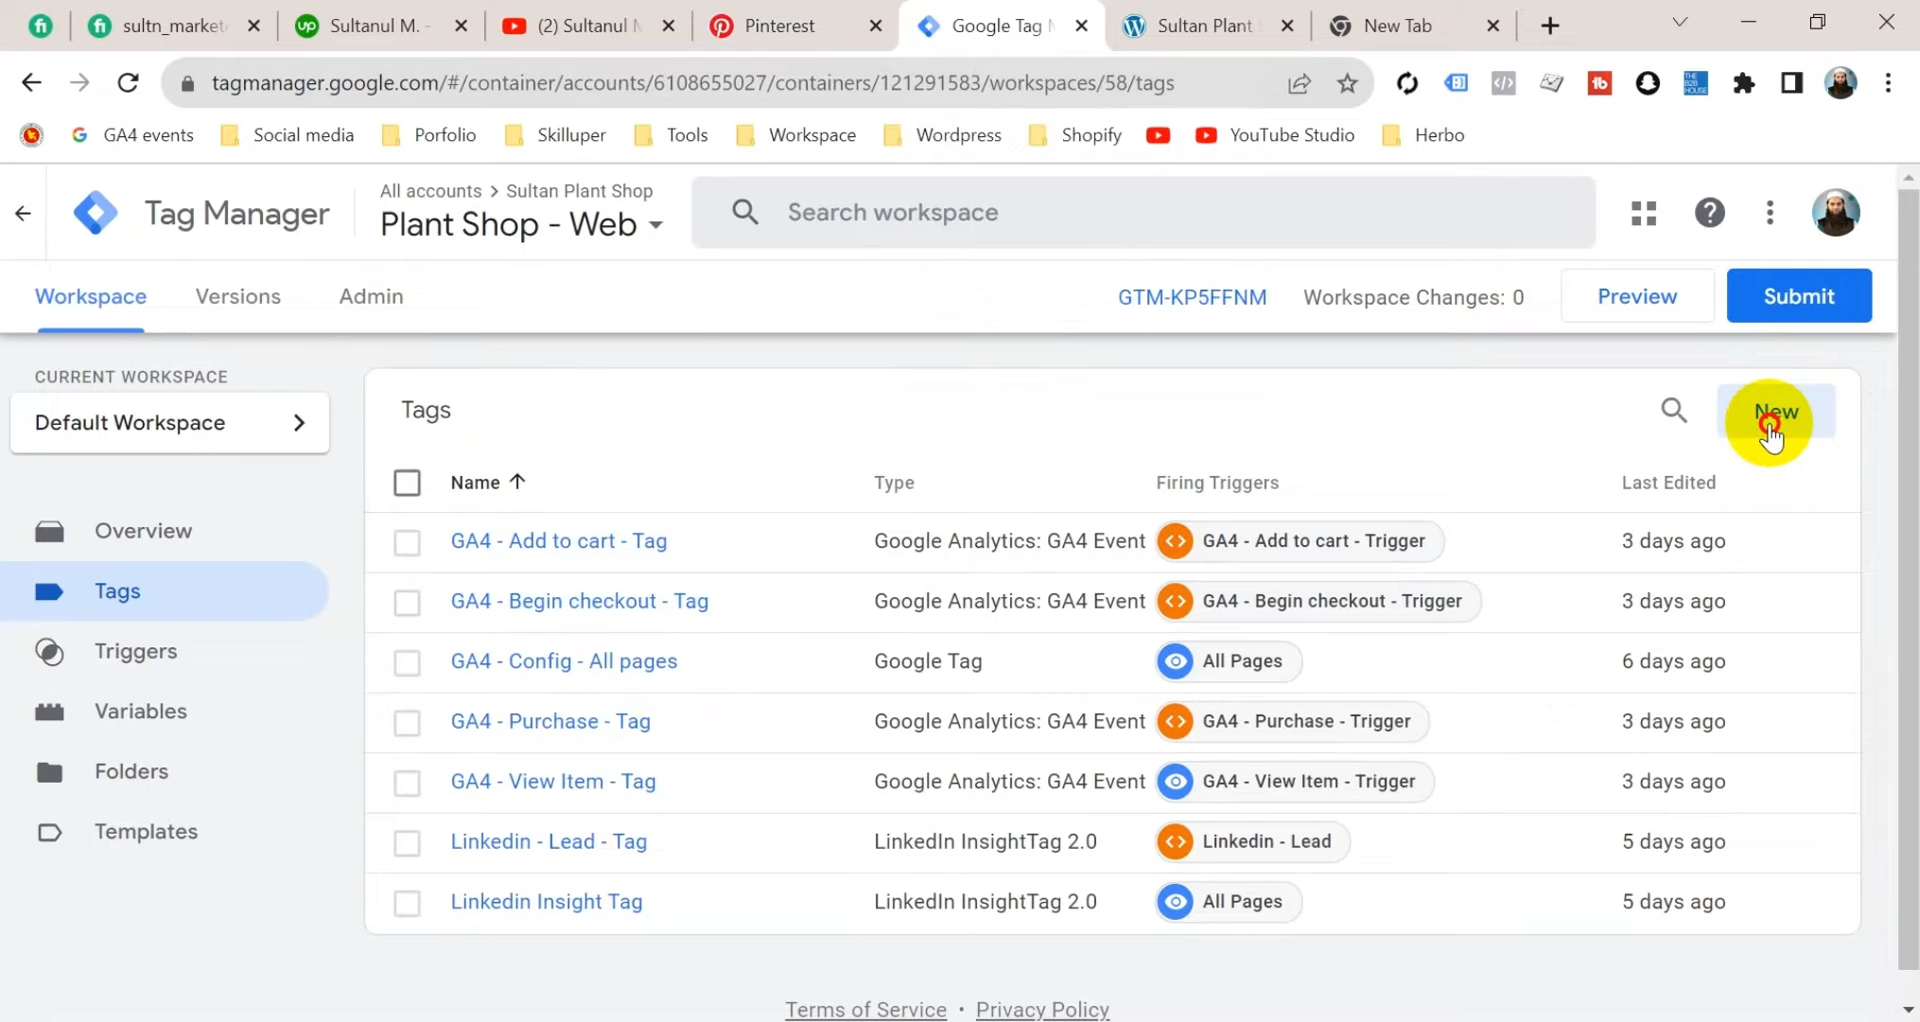 sultn_market
Sultanul M. -
(2) Sultanul M
Pinterest
Google Tag M
Sultan Plant
New Tab
tagmanager.google.com/#/container/accounts/6108655027/containers/121291583/workspaces/58/tags
GA4 events
Social media
Porfolio
Skilluper
Tools
Workspace
Wordpress
Shopify
YouTube Studio
Herbo
Tag Manager
All accounts > Sultan Plant Shop
Plant Shop - Web
Search workspace
Workspace
Versions
Admin
GTM-KP5FFNM
Workspace Changes: 0
Preview
Submit
CURRENT WORKSPACE
Default Workspace
Overview
Tags
Triggers
Variables
Folders
Templates
Tags
New
Name Type Firing Triggers Last Edited
GA4 - Add to cart - Tag Google Analytics: GA4 Event GA4 - Add to cart - Trigger 3 days ago
GA4 - Begin checkout - Tag Google Analytics: GA4 Event GA4 - Begin checkout - Trigger 3 days ago
GA4 - Config - All pages Google Tag All Pages 6 days ago
GA4 - Purchase - Tag Google Analytics: GA4 Event GA4 - Purchase - Trigger 3 days ago
GA4 - View Item - Tag Google Analytics: GA4 Event GA4 - View Item - Trigger 3 days ago
Linkedin - Lead - Tag LinkedIn InsightTag 2.0 Linkedin - Lead 5 days ago
Linkedin Insight Tag LinkedIn InsightTag 2.0 All Pages 5 days ago
Terms of Service • Privacy Policy